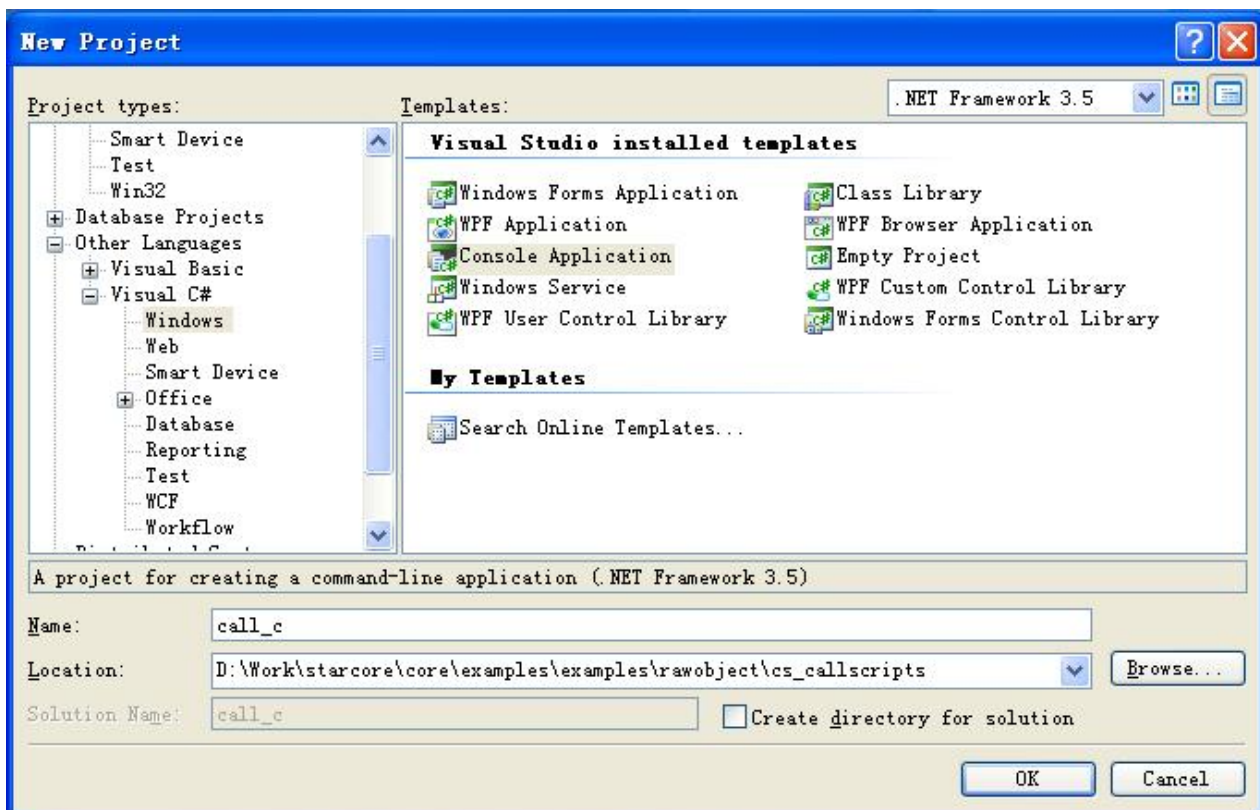 New Project
Project types:
Templates:
.NET Framework 3.5
Smart Device
Test
Win32
Database Projects
Other Languages
Visual Basic
Visual C#
Windows
Web
Smart Device
Office
Database
Reporting
Test
WCF
Workflow
Visual Studio installed templates
Windows Forms Application
Class Library
WPF Application
WPF Browser Application
Console Application
Empty Project
Windows Service
WPF Custom Control Library
WPF User Control Library
Windows Forms Control Library
My Templates
Search Online Templates...
A project for creating a command-line application (.NET Framework 3.5)
Name:
call_c
Location:
D:\Work\starcore\core\examples\examples\rawobject\cs_callscripts
Browse...
Solution Name:
call_c
Create directory for solution
OK
Cancel